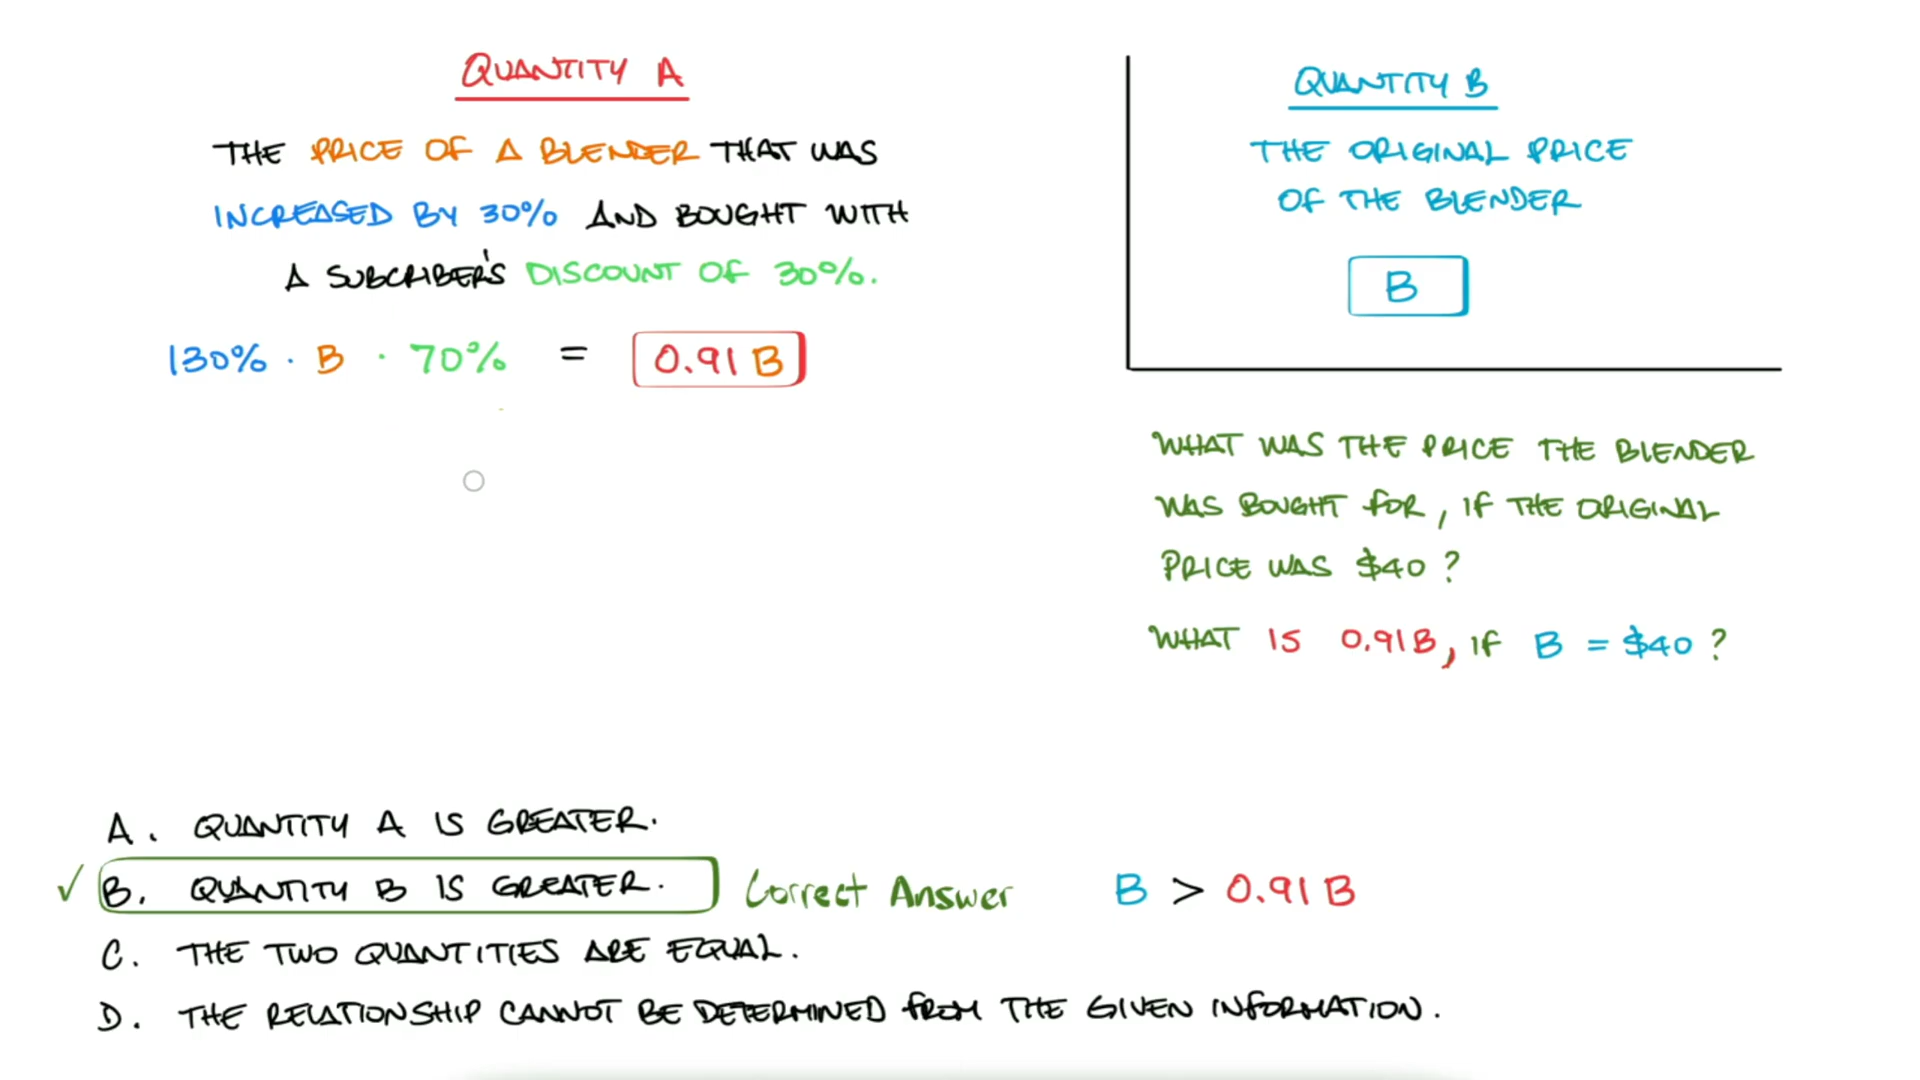 QUANTITY A
THE PRICE OF A BLENDER THAT WAS
INCREASED BY 30% AND BOUGHT WITH
A SUBCRIBER'S DISCOUNT OF 30%.
130% · B · 70% = 0.91 B
QUANTITY B
THE ORIGINAL PRICE
OF THE BLENDER
B
WHAT WAS THE PRICE THE BLENDER
WAS BOUGHT FOR, IF THE ORIGINAL
PRICE WAS $40 ?
WHAT IS 0.91B, IF B = $40 ?
A. QUANTITY A IS GREATER.
✓ B. QUANTITY B IS GREATER. Correct Answer B > 0.91 B
C. THE TWO QUANTITIES ARE EQUAL.
D. THE RELATIONSHIP CANNOT BE DETERMINED FROM THE GIVEN INFORMATION.